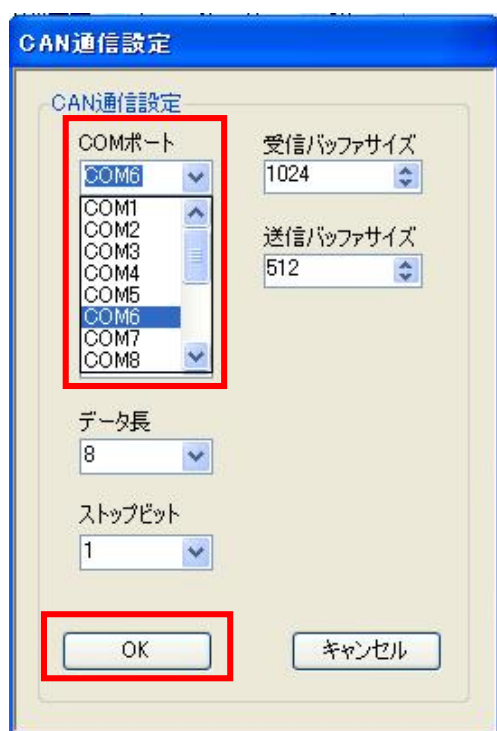 CAN通信設定
CAN通信設定
COMポート
COM6
COM1
COM2
COM3
COM4
COM5
COM6
COM7
COM8
受信バッファサイズ
1024
送信バッファサイズ
512
データ長
8
ストップビット
1
OK
キャンセル